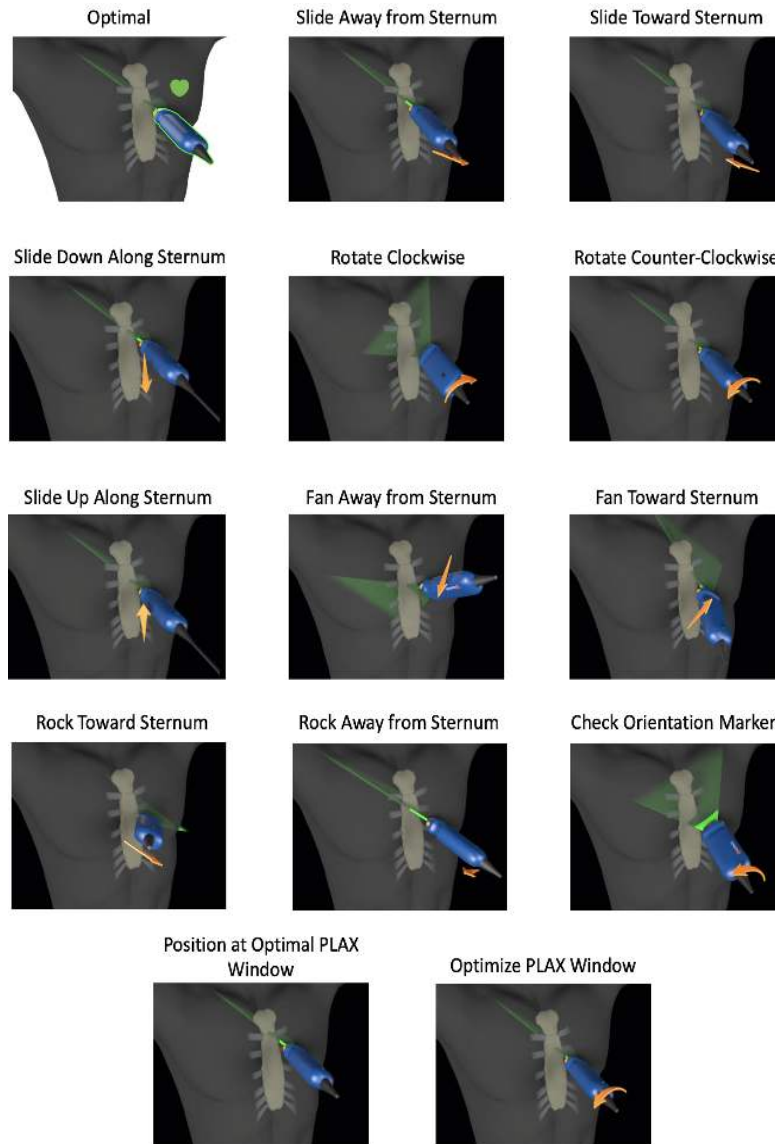 Optimal
Slide Away from Sternum
Slide Toward Sternum
Slide Down Along Sternum
Rotate Clockwise
Rotate Counter-Clockwise
Slide Up Along Sternum
Fan Away from Sternum
Fan Toward Sternum
Rock Toward Sternum
Rock Away from Sternum
Check Orientation Marker
Position at Optimal PLAX
Window
Optimize PLAX Window